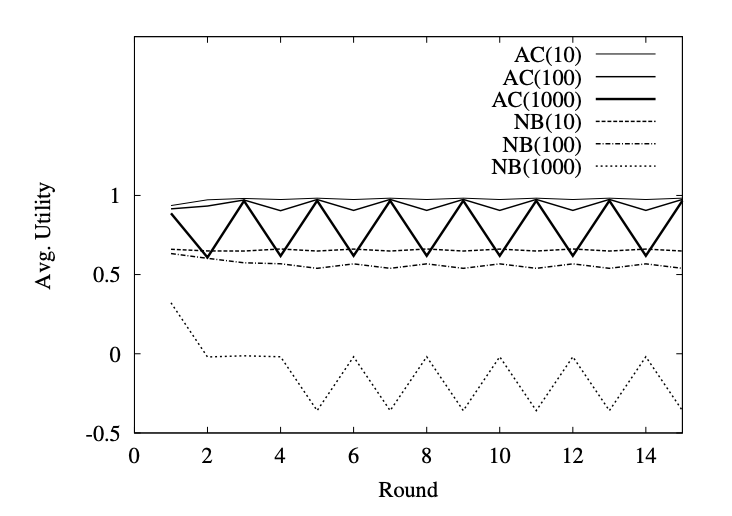 AC(10)
AC(100)
AC(1000)
NB(10)
NB(100)
NB(1000)
1
0.5
0
-0.5
Avg. Utility
0 2 4 6 8 10 12 14
Round